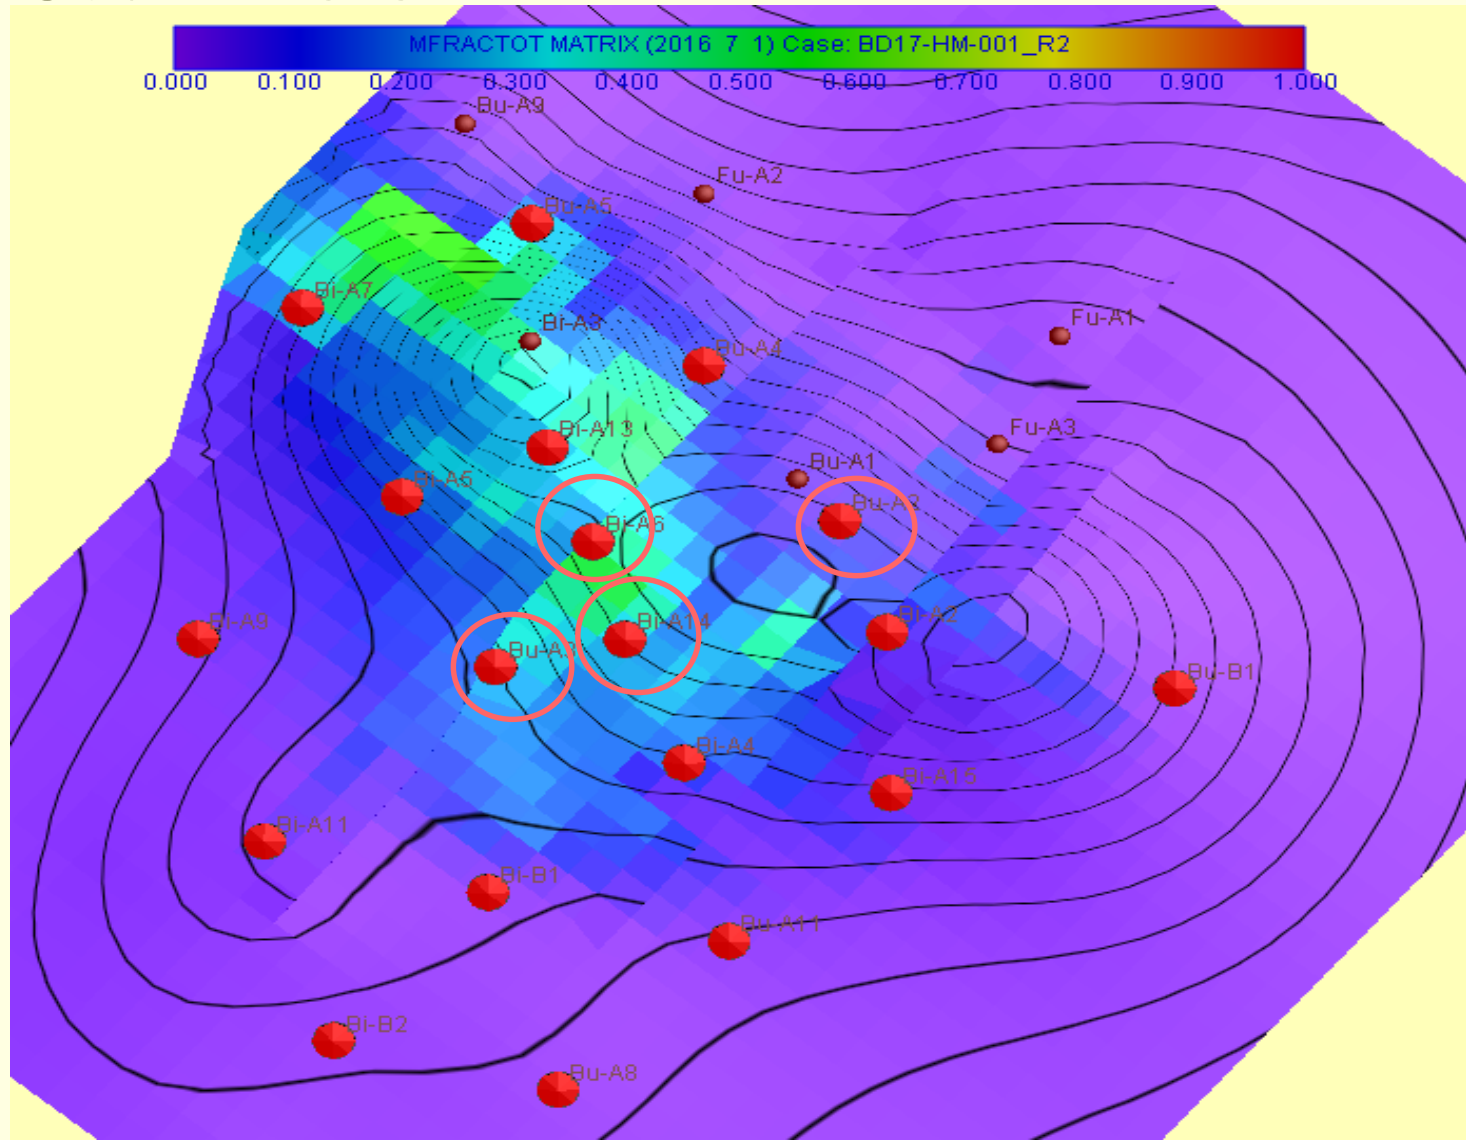 MFRACTOT MATRIX (2016 7 1) Case: BD17-HM-001_R2
0.000 0.100 0.200 0.300 0.400 0.500 0.600 0.700 0.800 0.900 1.000
Bu-A9
Fu-A2
Bu-A5
Bi-A7
Bi-A3
Fu-A1
Bu-A4
Bi-A13
Fu-A3
Bu-A1
Bi-A5
Bu-A2
Bi-A6
Bi-A9
Bi-A14
Bi-A2
Bu-A3
Bu-B1
Bi-A4
Bi-A15
Bi-A11
Bi-B1
Bu-A11
Bi-B2
Bu-A8